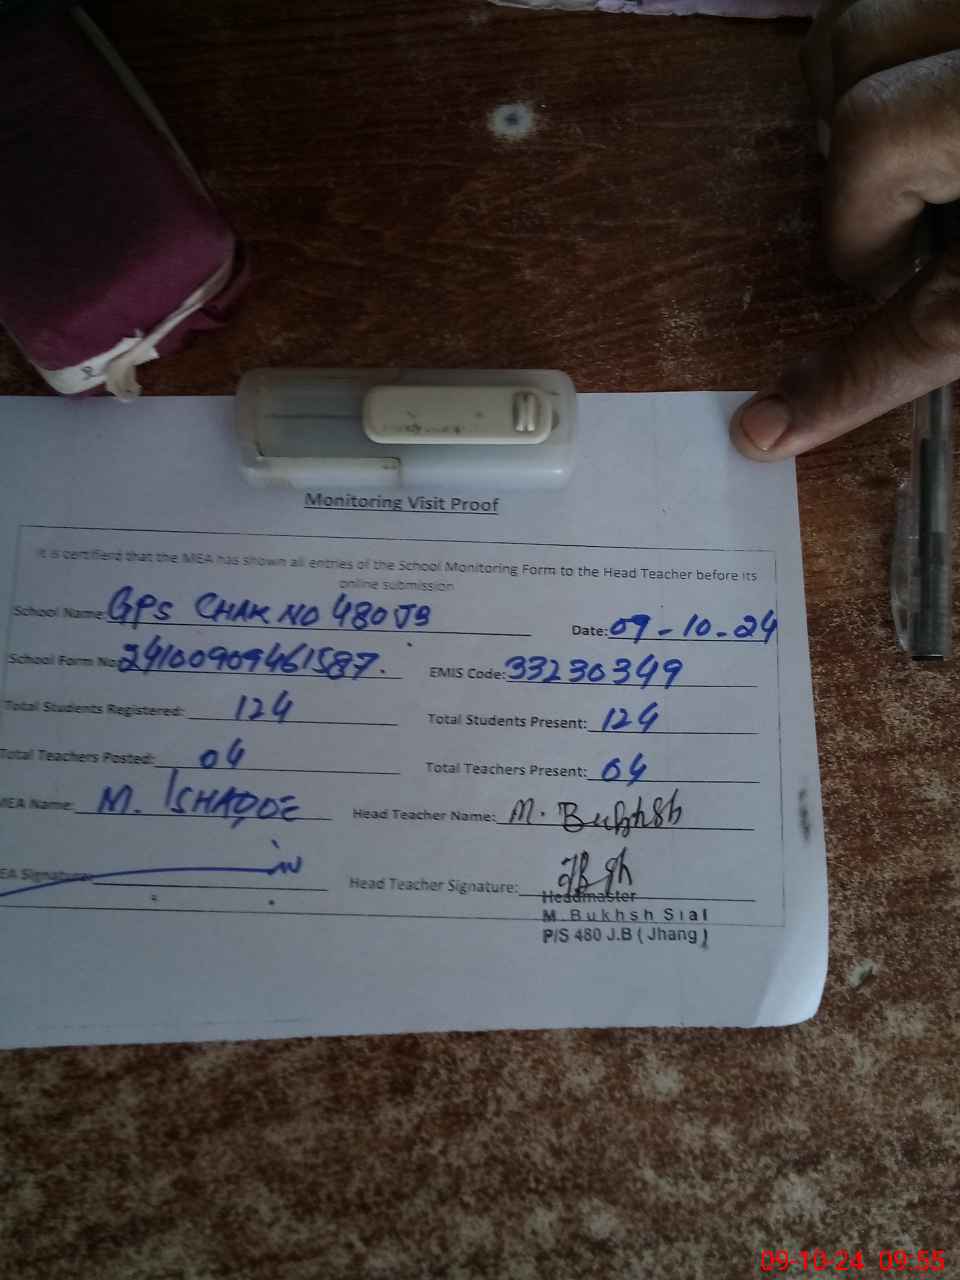 Monitoring Visit Proof
It is certifierd that the MEA has shown all entries of the School Monitoring Form to the Head Teacher before its
online submission
School Name: GPS CHAK NO 480 JB Date: 09-10-24
School Form No: 24100909461587. EMIS Code: 33230349
Total Students Registered: 124 Total Students Present: 124
Total Teachers Posted: 04 Total Teachers Present: 04
MEA Name: M. ISHAQUE Head Teacher Name: M. Bukhsh
EA Signature: Head Teacher Signature:
Headmaster
M.Bukhsh Sial
P/S 480 J.B (Jhang)
09-10-24 09:55